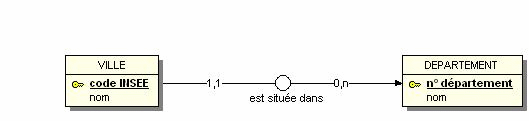 VILLE
code INSEE
nom
1,1
est située dans
0,n
DEPARTEMENT
n° département
nom